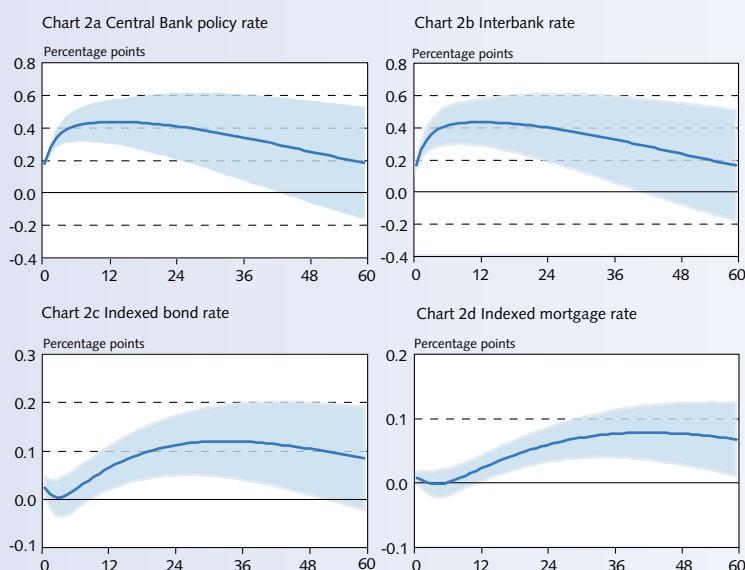 Chart 2a Central Bank policy rate
Percentage points
0.8
0.6
0.4
0.2
0.0
-0.2
-0.4
0 12 24 36 48 60
Chart 2b Interbank rate
Percentage points
0.8
0.6
0.4
0.2
0.0
-0.2
-0.4
0 12 24 36 48 60
Chart 2c Indexed bond rate
Percentage points
0.3
0.2
0.1
0.0
-0.1
0 12 24 36 48 60
Chart 2d Indexed mortgage rate
Percentage points
0.2
0.1
0.0
-0.1
0 12 24 36 48 60